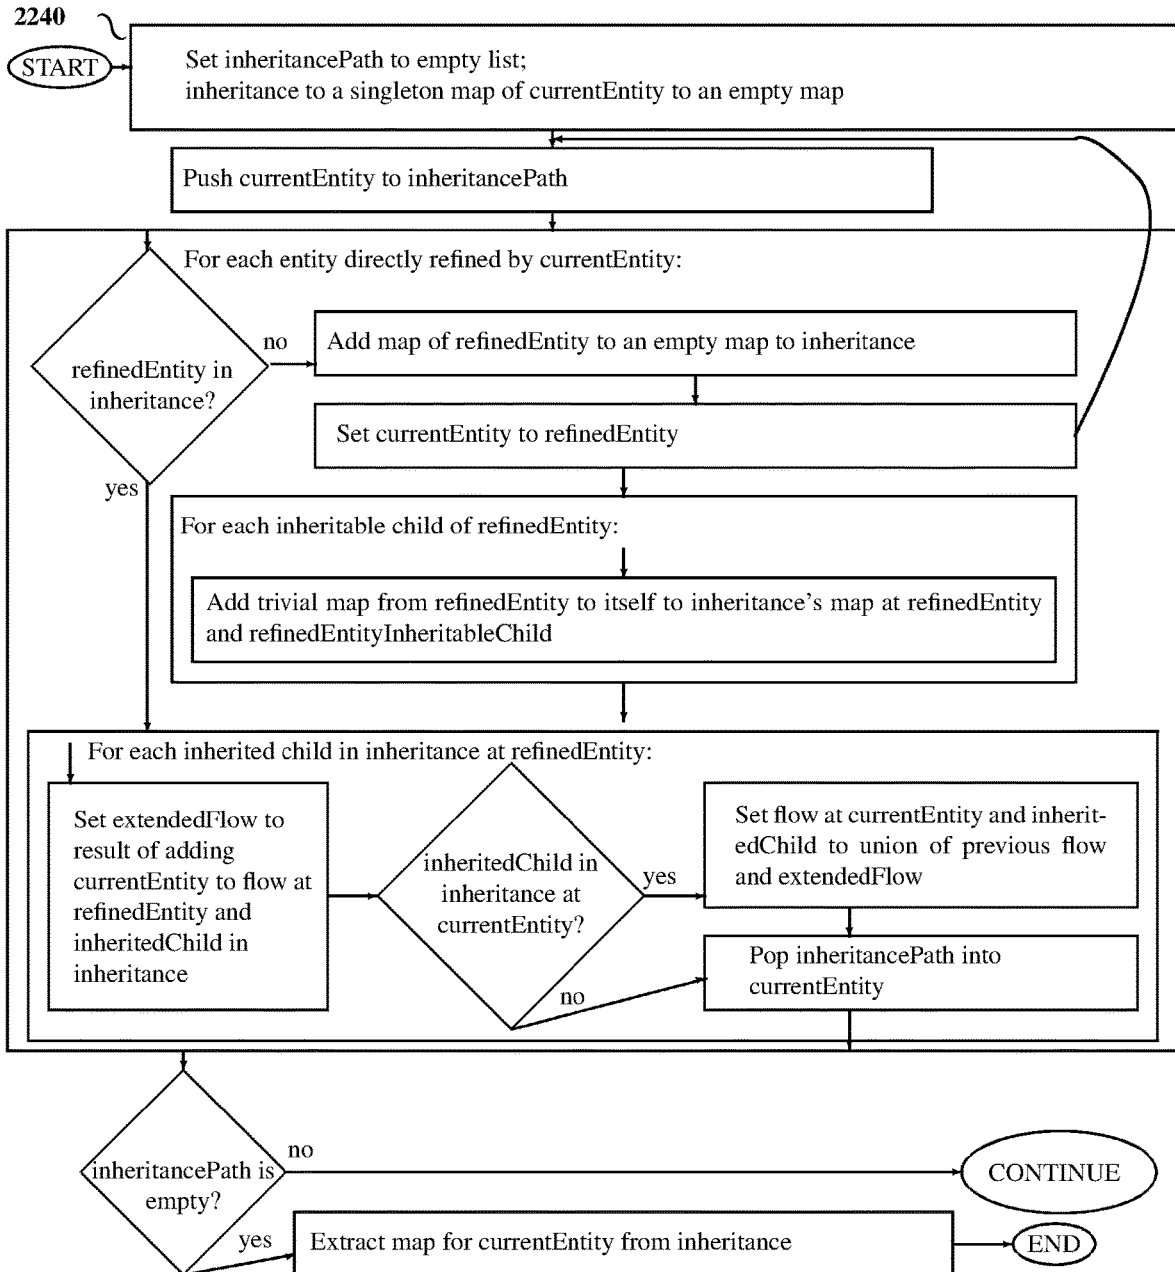 2240
START
Set inheritancePath to empty list;
inheritance to a singleton map of currentEntity to an empty map
Push currentEntity to inheritancePath
For each entity directly refined by currentEntity:
refinedEntity in
inheritance?
no
Add map of refinedEntity to an empty map to inheritance
Set currentEntity to refinedEntity
yes
For each inheritable child of refinedEntity:
Add trivial map from refinedEntity to itself to inheritance's map at refinedEntity
and refinedEntityInheritableChild
For each inherited child in inheritance at refinedEntity:
Set extendedFlow to
result of adding
currentEntity to flow at
refinedEntity and
inheritedChild in
inheritance
inheritedChild in
inheritance at
currentEntity?
yes
Set flow at currentEntity and inherit-
edChild to union of previous flow
and extendedFlow
no
Pop inheritancePath into
currentEntity
inheritancePath is
empty?
no
CONTINUE
yes
Extract map for currentEntity from inheritance
END